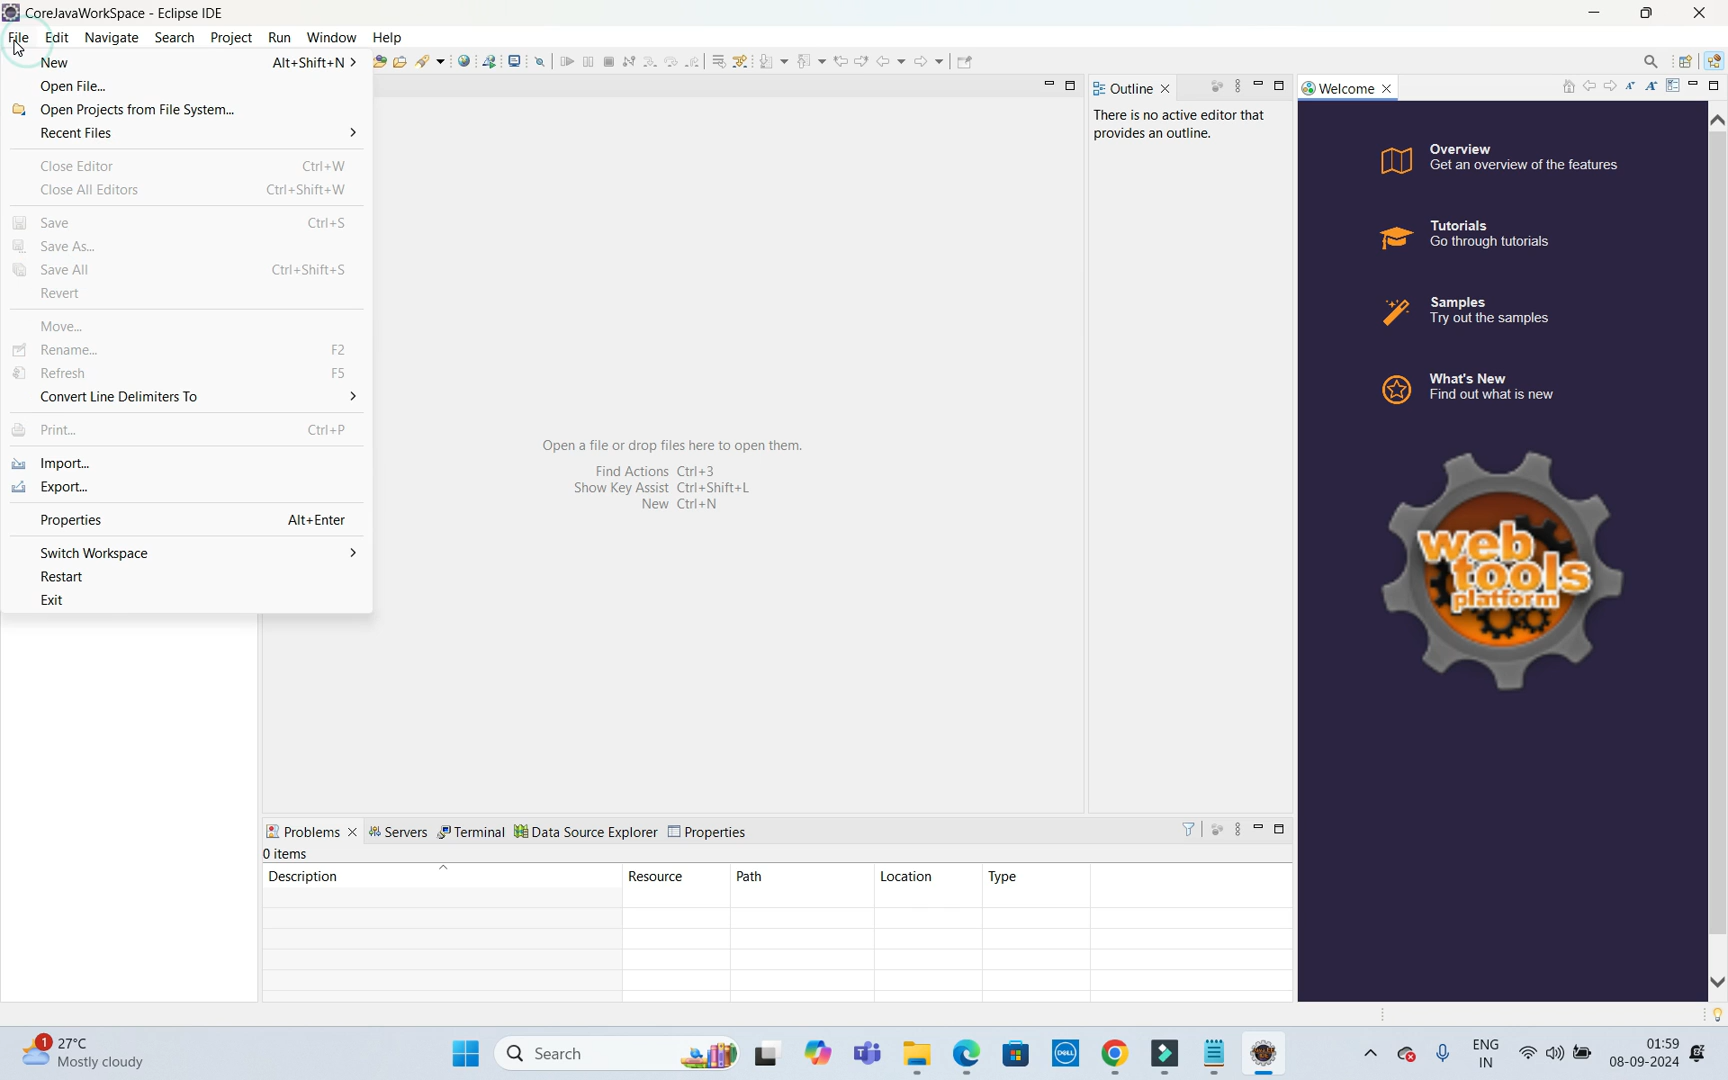 CoreJavaWorkSpace - Eclipse IDE
File Edit Navigate Search Project Run Window Help
New Alt+Shift+N
Open File...
Open Projects from File System...
Recent Files
Close Editor Ctrl+W
Close All Editors Ctrl+Shift+W
Save Ctrl+S
Save As...
Save All Ctrl+Shift+S
Revert
Move...
Rename... F2
Refresh F5
Convert Line Delimiters To
Print... Ctrl+P
Import...
Export...
Properties Alt+Enter
Switch Workspace
Restart
Exit
Open a file or drop files here to open them.
Find Actions Ctrl+3
Show Key Assist Ctrl+Shift+L
New Ctrl+N
Outline
There is no active editor that
provides an outline.
Welcome
Overview
Get an overview of the features
Tutorials
Go through tutorials
Samples
Try out the samples
What's New
Find out what is new
web
tools
platform
Problems Servers Terminal Data Source Explorer Properties
0 items
Description Resource Path Location Type
1 27°C
Mostly cloudy
Search
DELL
ENG
IN
01:59
08-09-2024